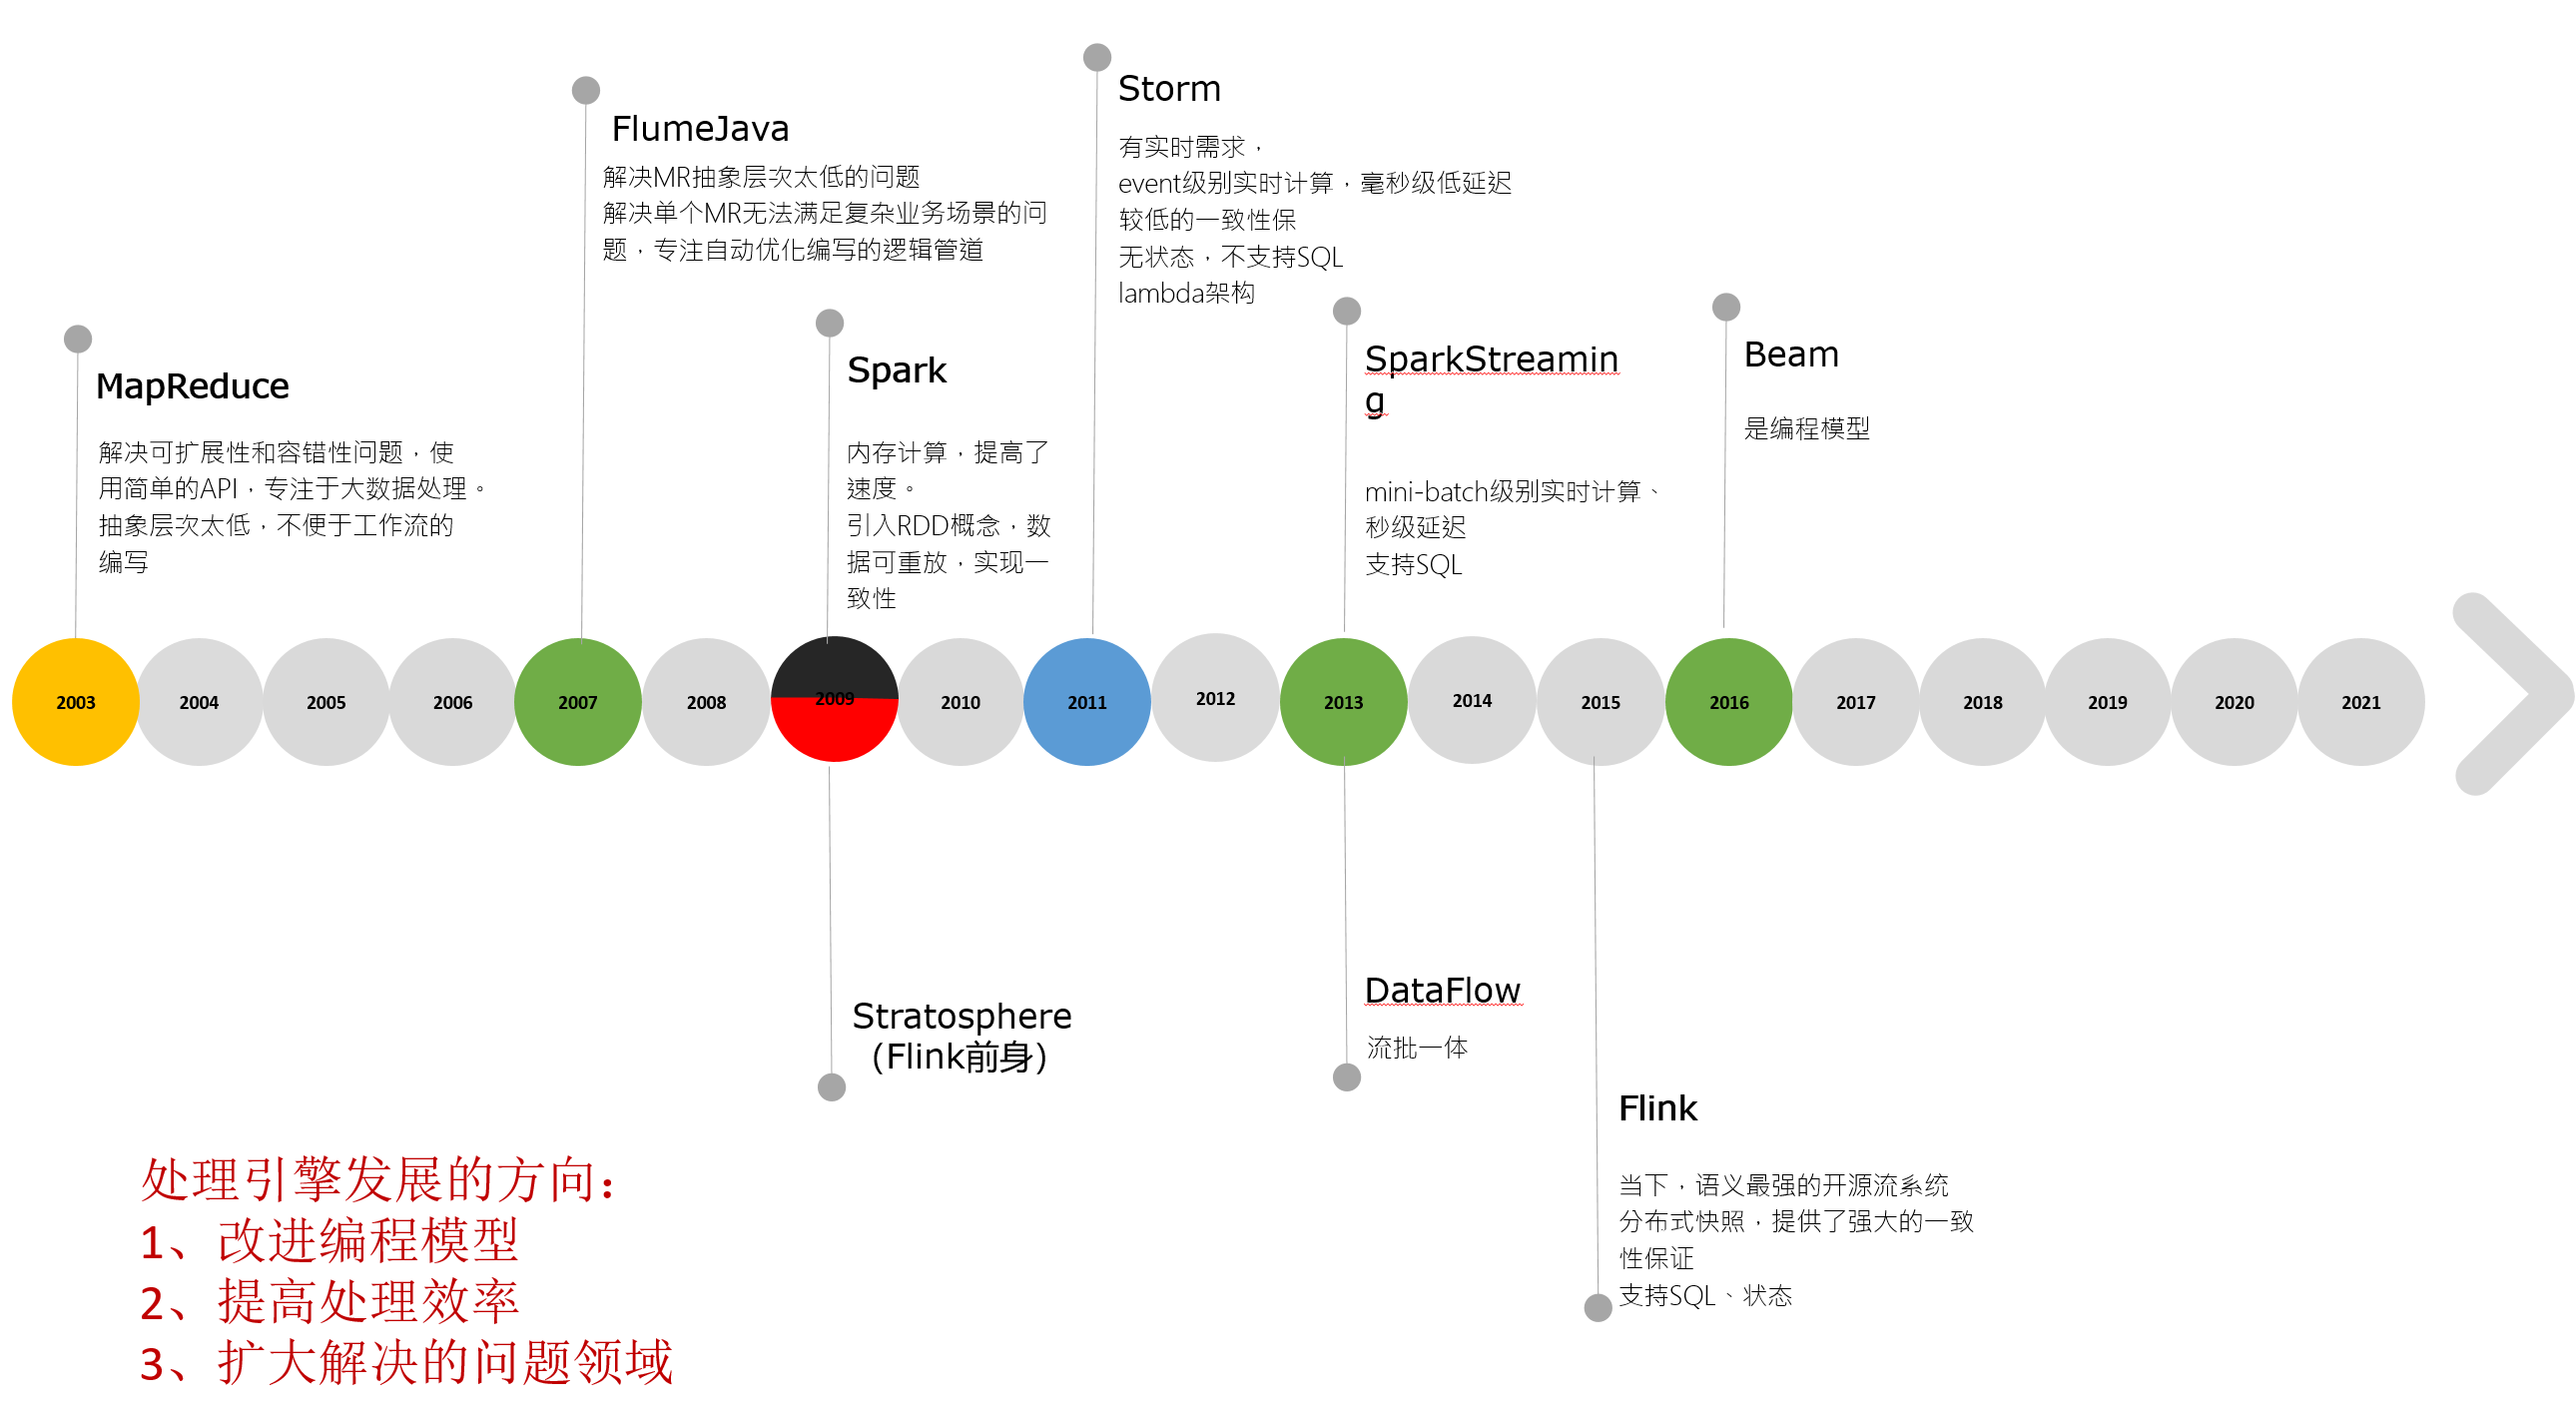 Storm
有实时需求，
event级别实时计算，毫秒级低延迟
较低的一致性保
无状态，不支持SQL
lambda架构
FlumeJava
解决MR抽象层次太低的问题
解决单个MR无法满足复杂业务场景的问
题，专注自动优化编写的逻辑管道
MapReduce
解决可扩展性和容错性问题，使
用简单的API，专注于大数据处理。
抽象层次太低，不便于工作流的
编写
Spark
内存计算，提高了
速度。
引入RDD概念，数
据可重放，实现一
致性
SparkStreamin
g
mini-batch级别实时计算、
秒级延迟
支持SQL
Beam
是编程模型
2003
2004
2005
2006
2007
2008
2009
2010
2011
2012
2013
2014
2015
2016
2017
2018
2019
2020
2021
Stratosphere
(Flink前身)
DataFlow
流批一体
Flink
当下，语义最强的开源流系统
分布式快照，提供了强大的一致
性保证
支持SQL、状态
处理引擎发展的方向：
1、改进编程模型
2、提高处理效率
3、扩大解决的问题领域